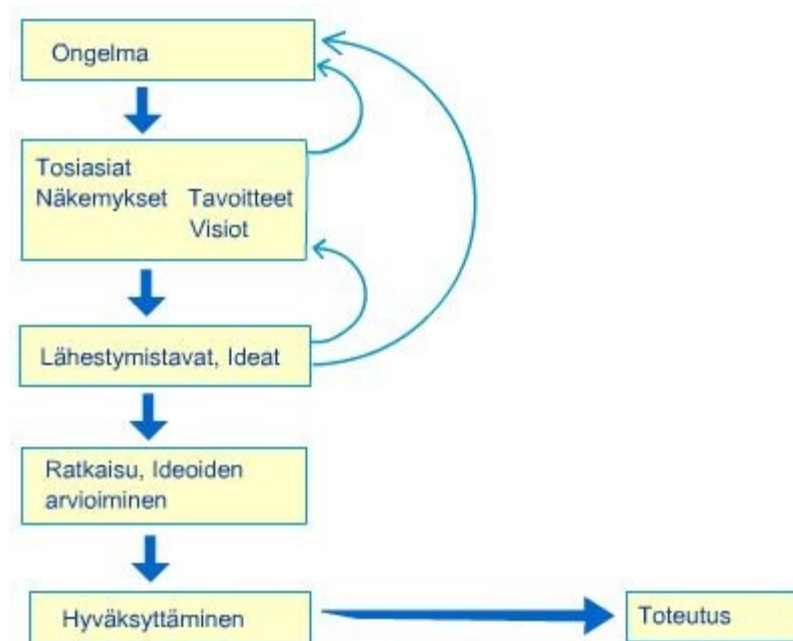 Ongelma
Tosiasiat
Näkemykset Tavoitteet
Visiot
Lähestymistavat, Ideat
Ratkaisu, Ideoiden
arvioiminen
Hyväksyttäminen
Toteutus